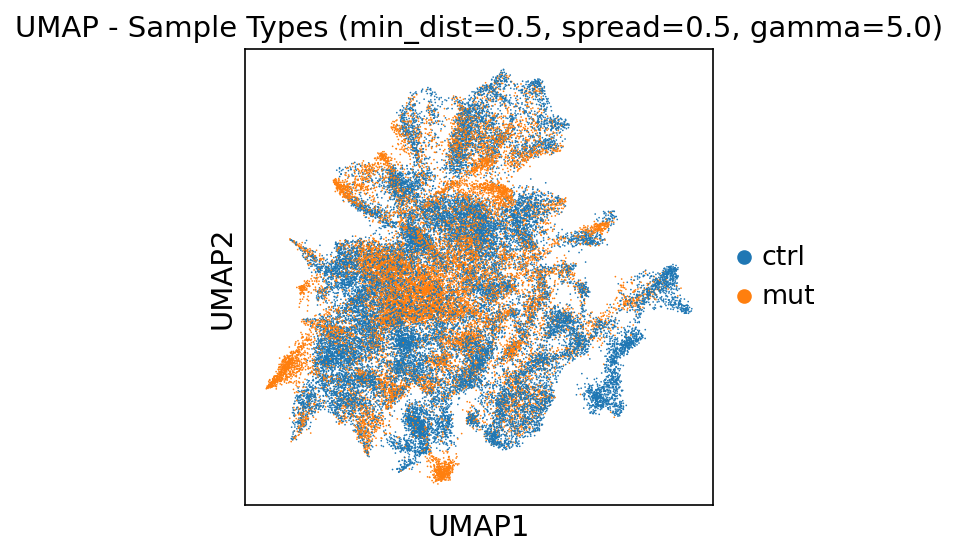 UMAP - Sample Types (min_dist=0.5, spread=0.5, gamma=5.0)
UMAP2
ctrl
mut
UMAP1